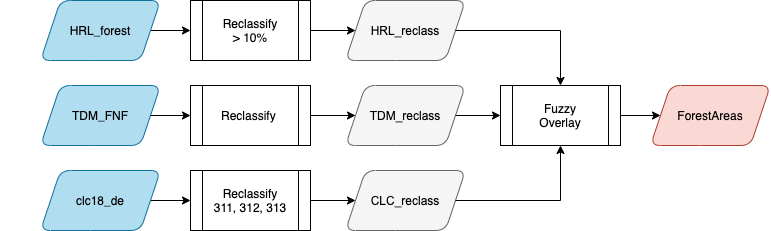 HRL_forest
Reclassify
> 10%
HRL_reclass
TDM_FNF
Reclassify
TDM_reclass
Fuzzy
Overlay
ForestAreas
clc18_de
Reclassify
311, 312, 313
CLC_reclass